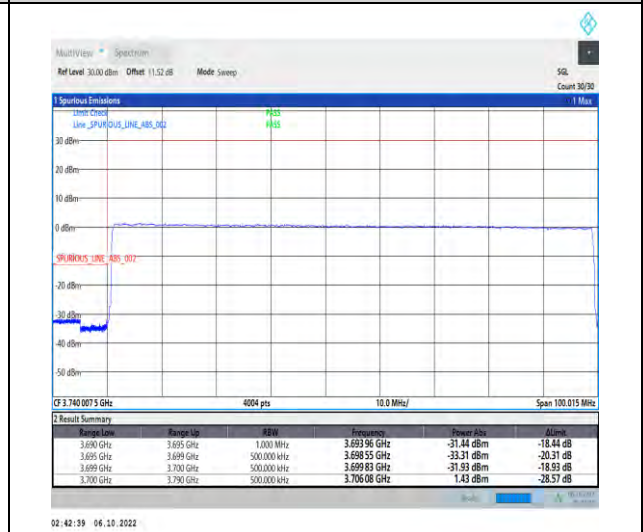 MultiView Spectrum
Ref Level 30.00 dBm Offset 11.52 dB Mode Sweep SGL
Count 30/30
1 Spurious Emissions 1 Max
Limit Check PASS
Line _SPURIOUS_LINE_ABS_002 PASS
30 dBm
20 dBm
10 dBm
0 dBm
SPURIOUS_LINE_ABS_002
-20 dBm
-30 dBm
-40 dBm
-50 dBm
CF 3.740 007 5 GHz 4004 pts 10.0 MHz/ Span 100.015 MHz
2 Result Summary
Range Low Range Up RBW Frequency Power Abs ΔLimit
3.690 GHz 3.695 GHz 1.000 MHz 3.693 96 GHz -31.44 dBm -18.44 dB
3.695 GHz 3.699 GHz 500.000 kHz 3.698 55 GHz -33.31 dBm -20.31 dB
3.699 GHz 3.700 GHz 500.000 kHz 3.699 83 GHz -31.93 dBm -18.93 dB
3.700 GHz 3.790 GHz 500.000 kHz 3.706 08 GHz 1.43 dBm -28.57 dB
02:42:39 06.10.2022